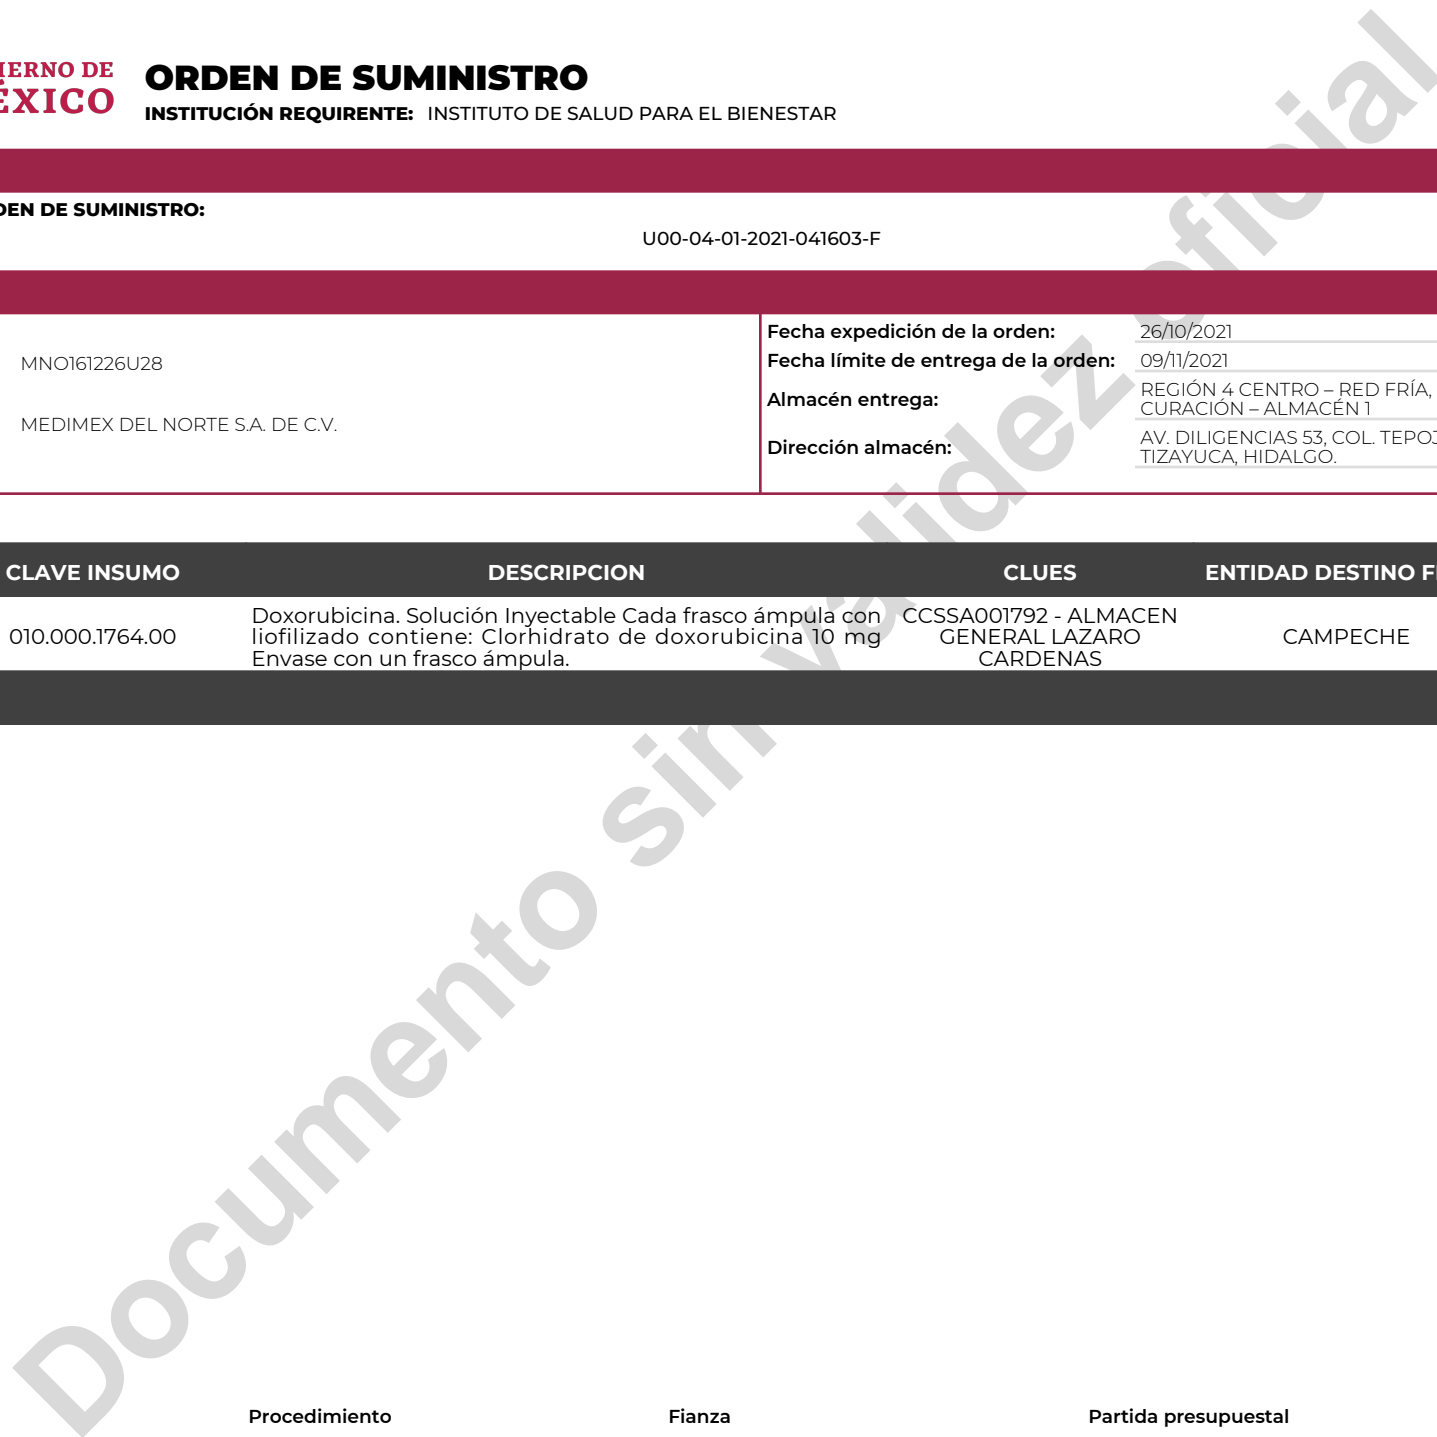 IERNO DE
ÉXICO
ORDEN DE SUMINISTRO
INSTITUCIÓN REQUIRENTE: INSTITUTO DE SALUD PARA EL BIENESTAR
DEN DE SUMINISTRO:
U00-04-01-2021-041603-F
MNO161226U28
MEDIMEX DEL NORTE S.A. DE C.V.
Fecha expedición de la orden: 26/10/2021
Fecha límite de entrega de la orden: 09/11/2021
Almacén entrega: REGIÓN 4 CENTRO – RED FRÍA,
CURACIÓN – ALMACÉN 1
Dirección almacén: AV. DILIGENCIAS 53, COL. TEPOJ
TIZAYUCA, HIDALGO.
CLAVE INSUMO DESCRIPCION CLUES ENTIDAD DESTINO F
010.000.1764.00
Doxorubicina. Solución Inyectable Cada frasco ámpula con
liofilizado contiene: Clorhidrato de doxorubicina 10 mg
Envase con un frasco ámpula.
CCSSA001792 - ALMACEN
GENERAL LAZARO
CARDENAS
CAMPECHE
Documento sin validez oficial
Procedimiento Fianza Partida presupuestal